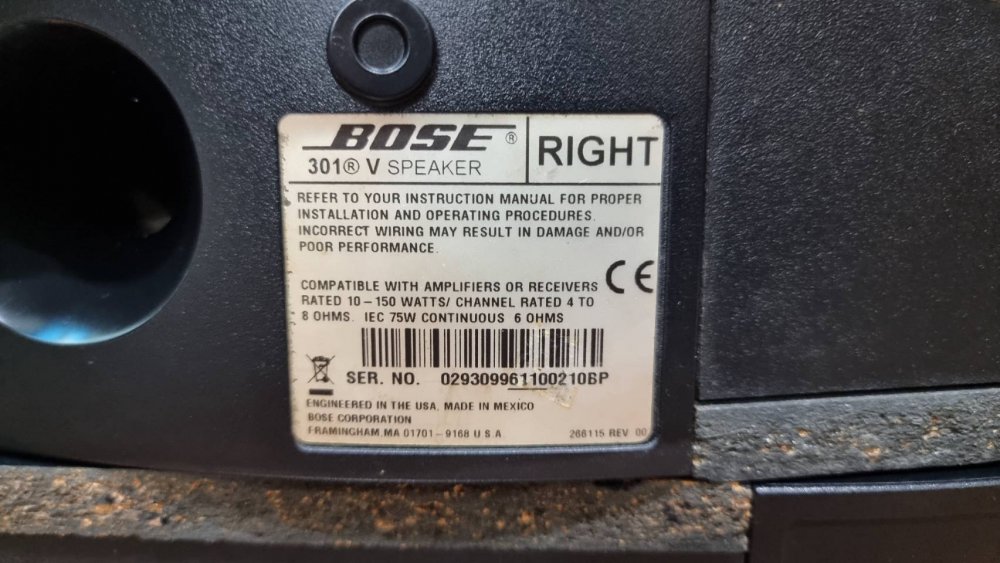 BOSE®
301® V SPEAKER
RIGHT
REFER TO YOUR INSTRUCTION MANUAL FOR PROPER
INSTALLATION AND OPERATING PROCEDURES.
INCORRECT WIRING MAY RESULT IN DAMAGE AND/OR
POOR PERFORMANCE.
CE
COMPATIBLE WITH AMPLIFIERS OR RECEIVERS
RATED 10-150 WATTS/ CHANNEL RATED 4 TO
8 OHMS. IEC 75W CONTINUOUS 6 OHMS
SER. NO. 029309961100210BP
ENGINEERED IN THE USA. MADE IN MEXICO
BOSE CORPORATION
FRAMINGHAM MA 01701-9168 U.S.A. 266115 REV 00